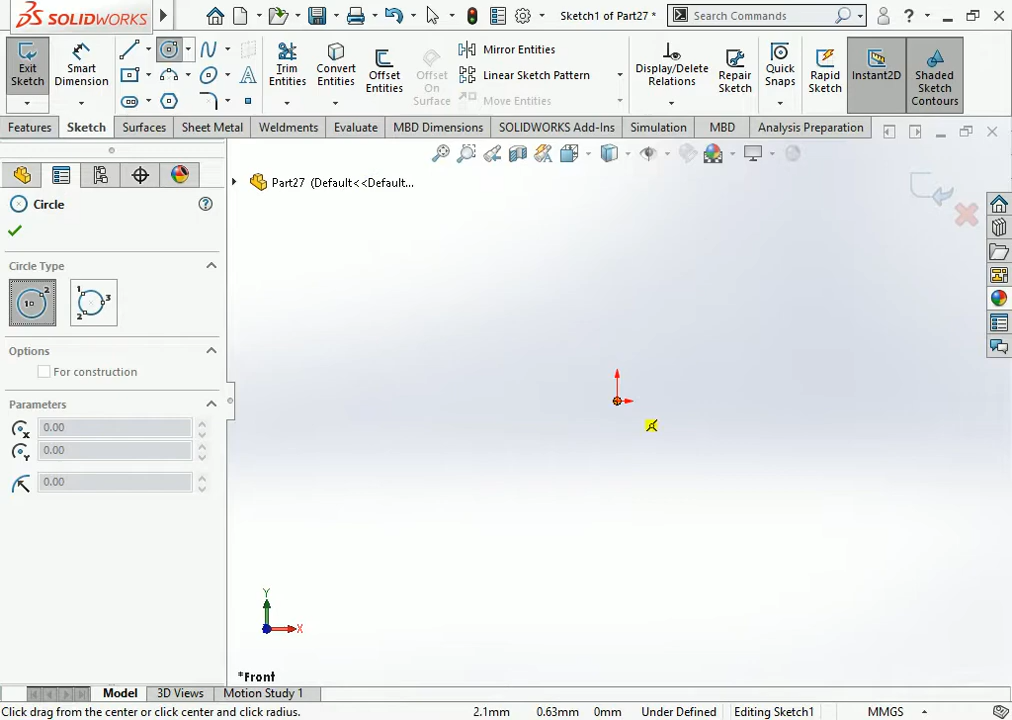 SOLIDWORKS
Sketch1 of Part27 *
Search Commands
?
Exit Sketch
Smart Dimension
Trim Entities
Convert Entities
Offset Entities
Offset On Surface
Mirror Entities
Linear Sketch Pattern
Move Entities
Display/Delete Relations
Repair Sketch
Quick Snaps
Rapid Sketch
Instant2D
Shaded Sketch Contours
Features
Sketch
Surfaces
Sheet Metal
Weldments
Evaluate
MBD Dimensions
SOLIDWORKS Add-Ins
Simulation
MBD
Analysis Preparation
Part27 (Default<<Default...
Circle
?
Circle Type
Options
For construction
Parameters
0.00
0.00
0.00
Y
X
*Front
Model
3D Views
Motion Study 1
Click drag from the center or click center and click radius.
2.1mm
0.63mm
0mm
Under Defined
Editing Sketch1
MMGS